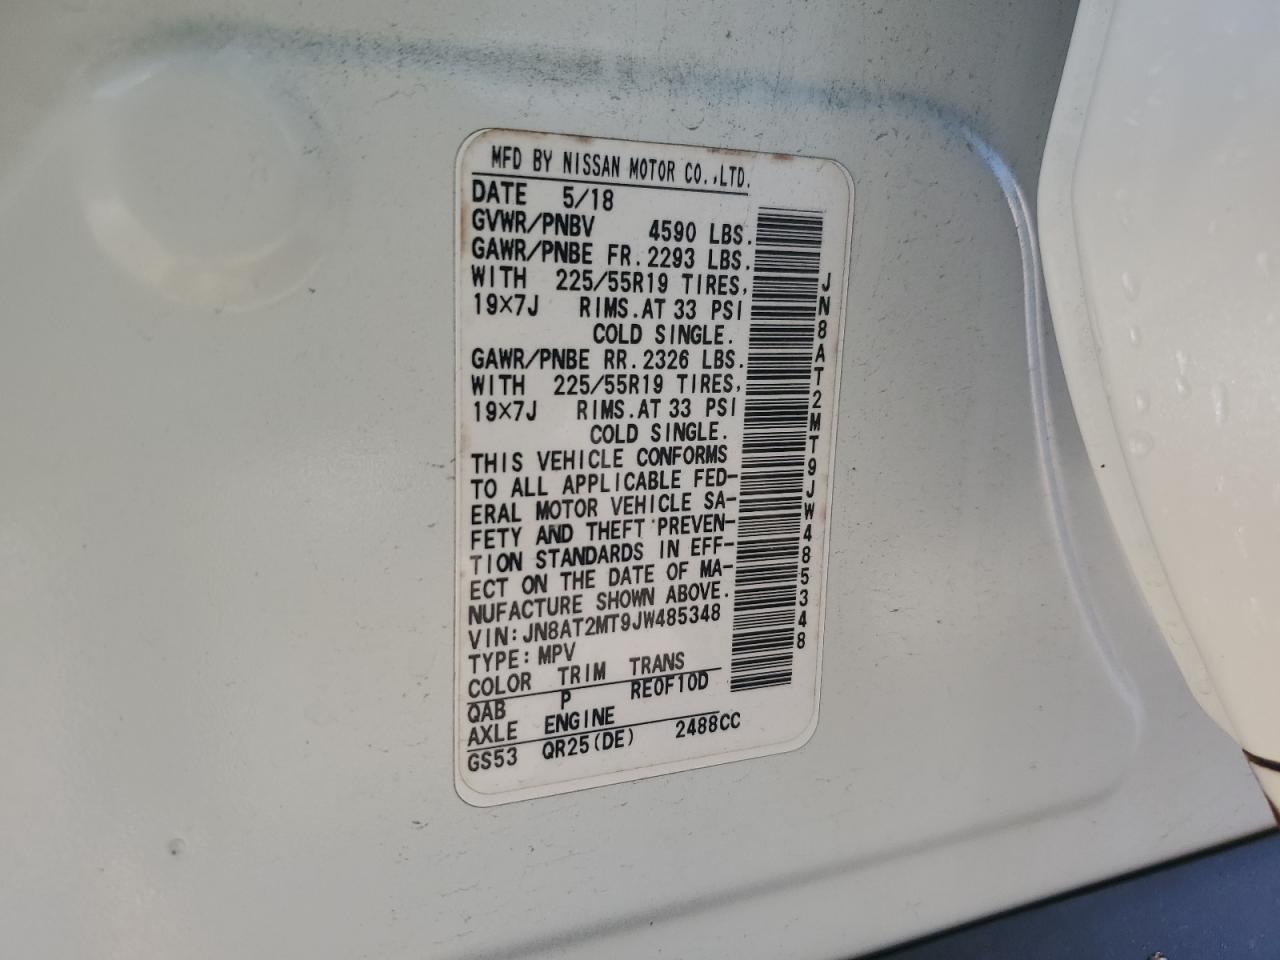 MFD BY NISSAN MOTOR CO.,LTD.
DATE 5/18
GVWR/PNBV 4590 LBS.
GAWR/PNBE FR. 2293 LBS.
WITH 225/55R19 TIRES,
19×7J RIMS. AT 33 PSI
COLD SINGLE.
GAWR/PNBE RR. 2326 LBS.
WITH 225/55R19 TIRES,
19×7J RIMS. AT 33 PSI
COLD SINGLE.
THIS VEHICLE CONFORMS
TO ALL APPLICABLE FED-
ERAL MOTOR VEHICLE SA-
FETY AND THEFT PREVEN-
TION STANDARDS IN EFF-
ECT ON THE DATE OF MA-
NUFACTURE SHOWN ABOVE.
VIN: JN8AT2MT9JW485348
TYPE: MPV
COLOR TRIM TRANS
QAB P RE0F10D
AXLE ENGINE
GS53 QR25(DE) 2488CC
JN8AT2MT9JW485348